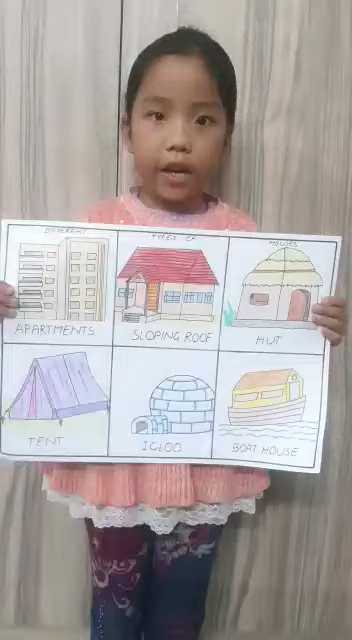 DIFFERENT TYPES OF HOUSES
APARTMENTS
SLOPING ROOF
HUT
TENT
IGLOO
BOAT HOUSE